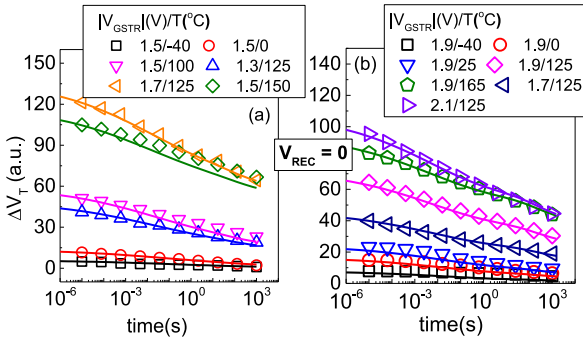 |V_GSTR|(V)/T(°C)
1.5/-40 1.5/0
1.5/100 1.3/125
1.7/125 1.5/150
(a)
150
120
90
60
30
0
ΔV_T (a.u.)
10^-6 10^-3 10^0 10^3
time(s)
|V_GSTR|(V)/T(°C)
1.9/-40 1.9/0
1.9/25 1.9/125
1.9/165 1.7/125
2.1/125
(b)
V_REC = 0
140
120
100
80
60
40
20
0
10^-6 10^-3 10^0 10^3
time(s)